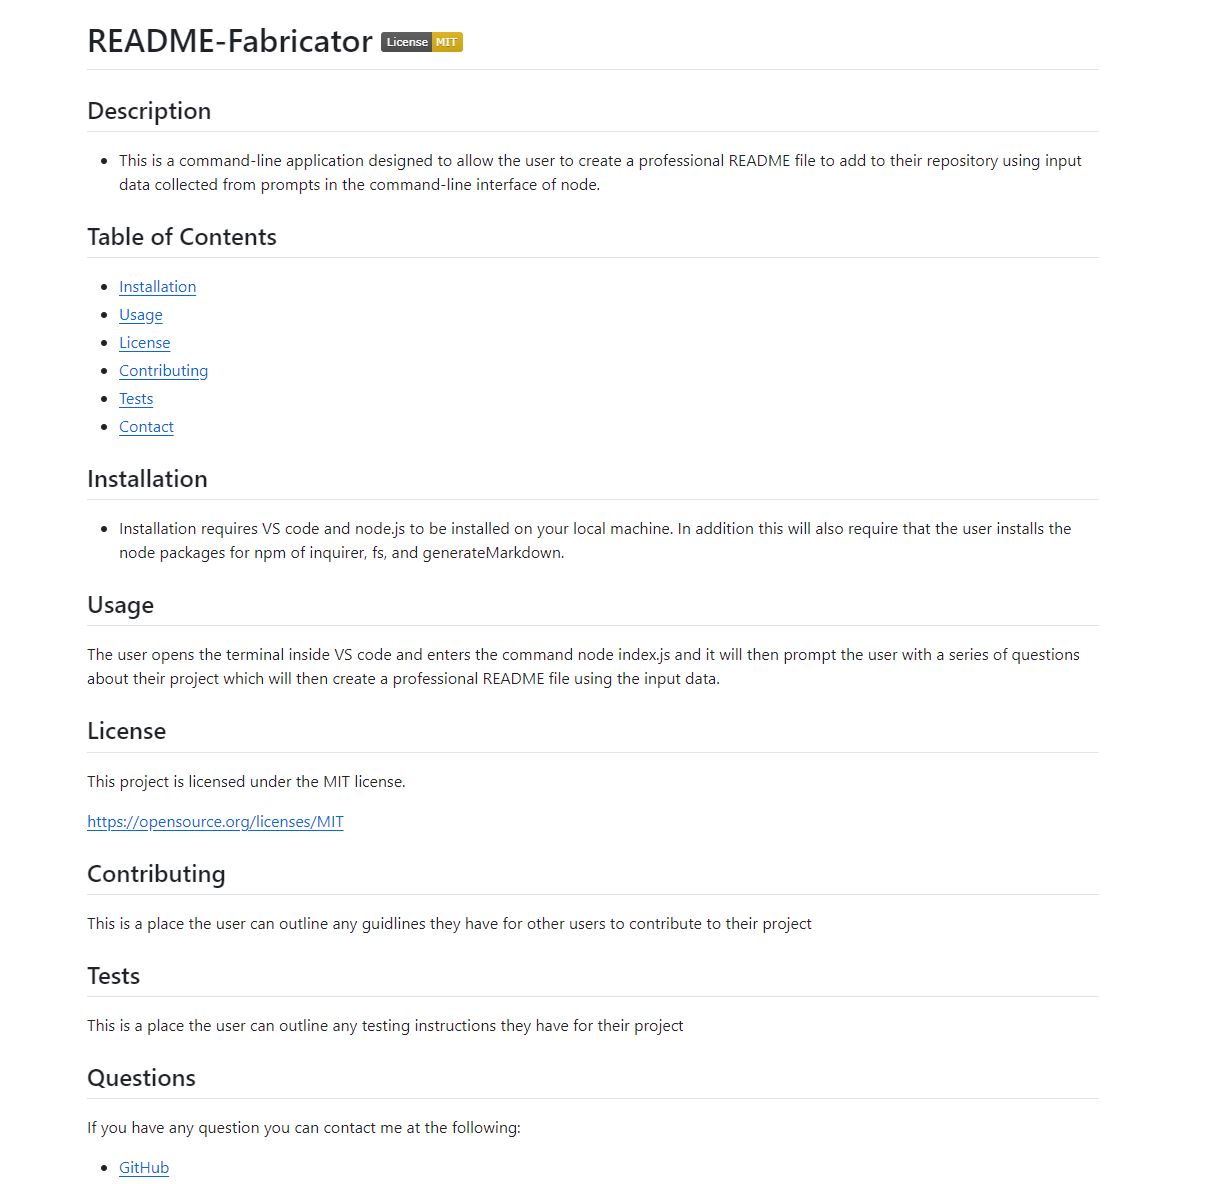 README-Fabricator License MIT
Description
This is a command-line application designed to allow the user to create a professional README file to add to their repository using input
data collected from prompts in the command-line interface of node.
Table of Contents
Installation
Usage
License
Contributing
Tests
Contact
Installation
Installation requires VS code and node.js to be installed on your local machine. In addition this will also require that the user installs the
node packages for npm of inquirer, fs, and generateMarkdown.
Usage
The user opens the terminal inside VS code and enters the command node index.js and it will then prompt the user with a series of questions
about their project which will then create a professional README file using the input data.
License
This project is licensed under the MIT license.
https://opensource.org/licenses/MIT
Contributing
This is a place the user can outline any guidlines they have for other users to contribute to their project
Tests
This is a place the user can outline any testing instructions they have for their project
Questions
If you have any question you can contact me at the following:
GitHub